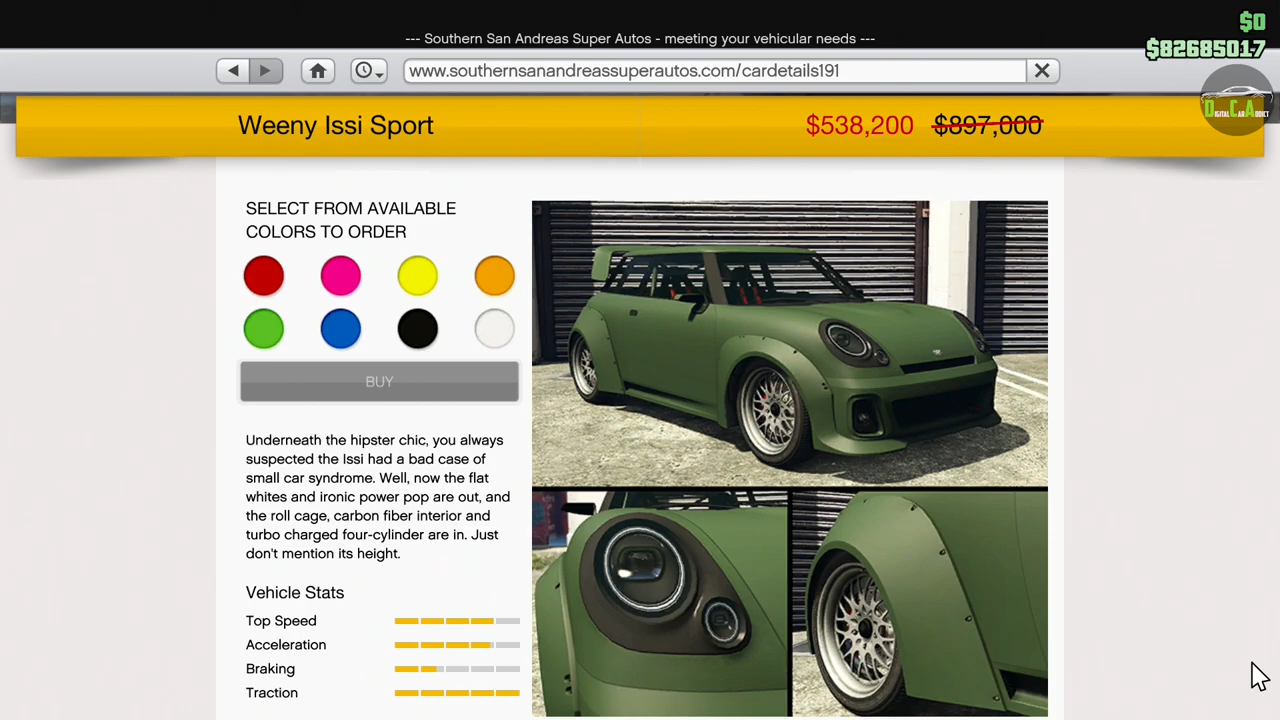 $0
--- Southern San Andreas Super Autos - meeting your vehicular needs ---
$82685017
www.southernsanandreassuperautos.com/cardetails191
Weeny Issi Sport
$538,200 $897,000
DIGITAL CAR ADDICT
SELECT FROM AVAILABLE
COLORS TO ORDER
BUY
Underneath the hipster chic, you always
suspected the Issi had a bad case of
small car syndrome. Well, now the flat
whites and ironic power pop are out, and
the roll cage, carbon fiber interior and
turbo charged four-cylinder are in. Just
don't mention its height.
Vehicle Stats
Top Speed
Acceleration
Braking
Traction